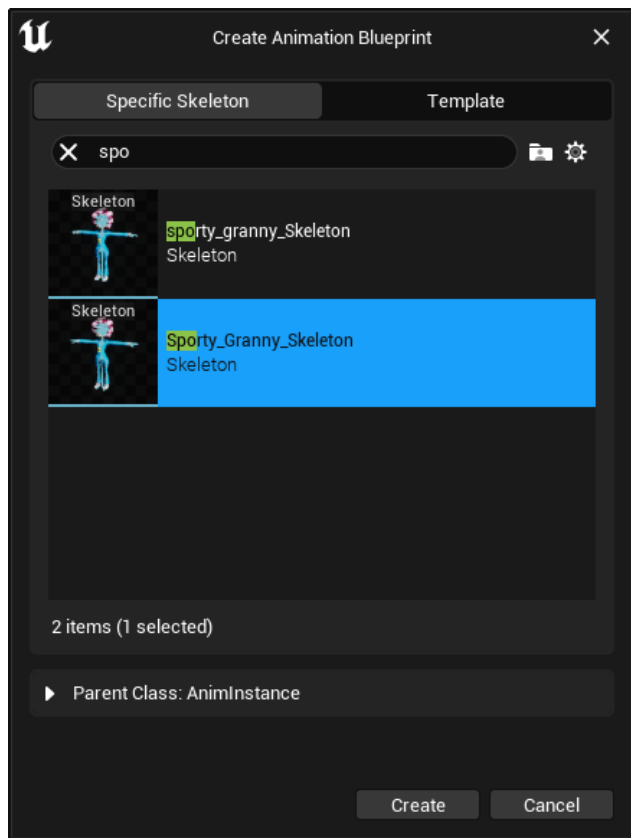 Create Animation Blueprint
Specific Skeleton
Template
spo
Skeleton
sporty_granny_Skeleton
Skeleton
Skeleton
Sporty_Granny_Skeleton
Skeleton
2 items (1 selected)
Parent Class: AnimInstance
Create
Cancel